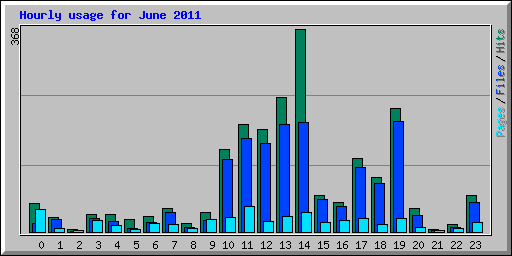 Hourly usage for June 2011
368
Pages/Files/Hits
0 1 2 3 4 5 6 7 8 9 10 11 12 13 14 15 16 17 18 19 20 21 22 23